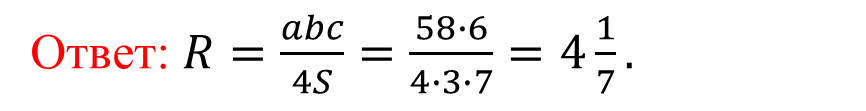 Ответ: R = abc/4S = 58·6/4·3·7 = 4 1/7.